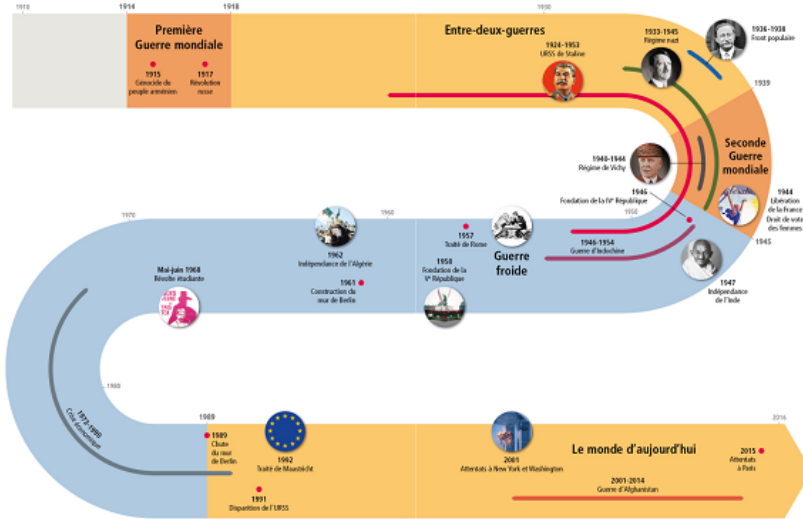 1910
1914
1918
1930
Première
Guerre mondiale
1915
Génocide du
peuple arménien
1917
Révolution
russe
Entre-deux-guerres
1924-1953
URSS de Staline
1933-1945
Régime nazi
1936-1938
Front populaire
1939
Seconde
Guerre
mondiale
1940-1944
Régime de Vichy
1944
Libération
de la France
Droit de vote
des femmes
1945
1946
Fondation de la IVe République
1950
1946-1954
Guerre d'Indochine
1947
Indépendance
de l'Inde
Guerre
froide
1957
Traité de Rome
1958
Fondation de la
Ve République
1960
1962
Indépendance de l'Algérie
1961
Construction du
mur de Berlin
1970
Mai-juin 1968
Révolte étudiante
1973-1990
Crise économique
1980
1989
1989
Chute
du mur
de Berlin
1992
Traité de Maastricht
1991
Disparition de l'URSS
2001
Attentats à New York et Washington
Le monde d'aujourd'hui
2001-2014
Guerre d'Afghanistan
2015
Attentats
à Paris
2016